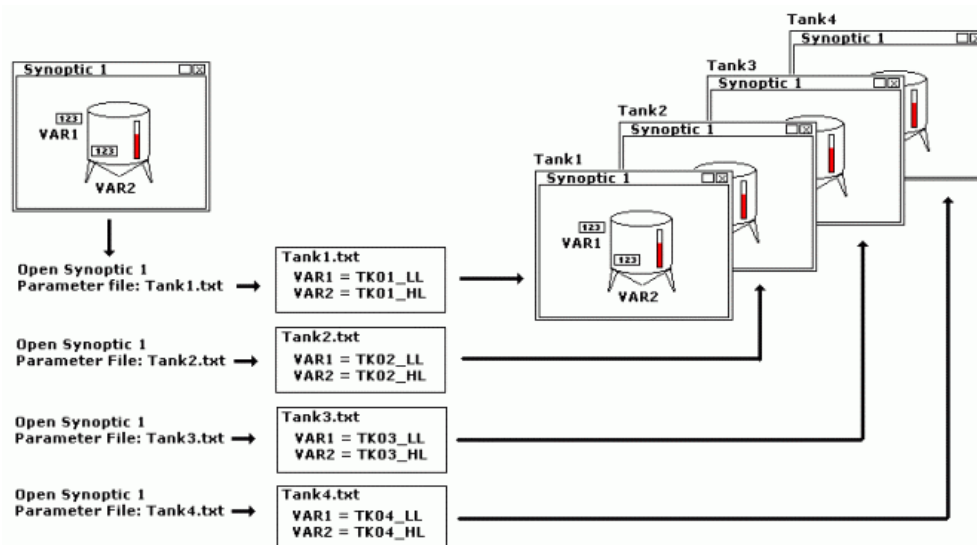 Tank4
Synoptic 1
Tank3
Synoptic 1
Tank2
Synoptic 1
Tank1
Synoptic 1
123
VAR1
123
VAR2
Synoptic 1
123
VAR1
123
VAR2
Open Synoptic 1
Parameter file: Tank1.txt
Tank1.txt
VAR1 = TK01_LL
VAR2 = TK01_HL
Open Synoptic 1
Parameter File: Tank2.txt
Tank2.txt
VAR1 = TK02_LL
VAR2 = TK02_HL
Open Synoptic 1
Parameter File: Tank3.txt
Tank3.txt
VAR1 = TK03_LL
VAR2 = TK03_HL
Open Synoptic 1
Parameter File: Tank4.txt
Tank4.txt
VAR1 = TK04_LL
VAR2 = TK04_HL